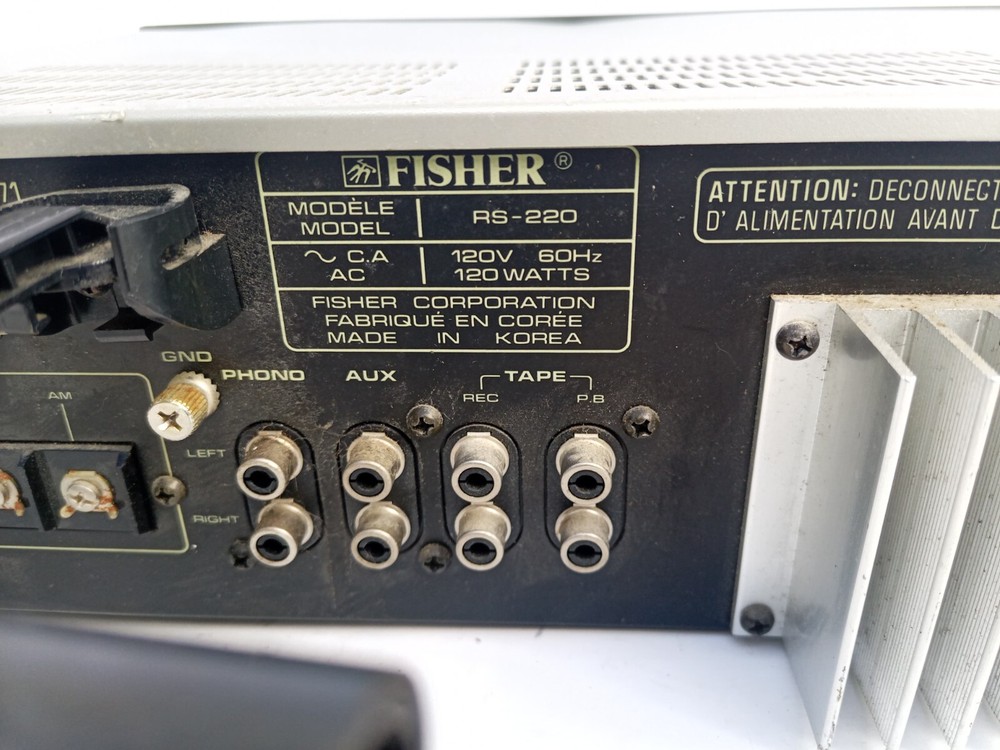 71
FISHER®
MODÈLE
MODEL
RS-220
~ C.A
AC
120V 60Hz
120 WATTS
FISHER CORPORATION
FABRIQUÉ EN CORÉE
MADE IN KOREA
ATTENTION: DECONNECT
D' ALIMENTATION AVANT
GND
PHONO
AUX
TAPE
REC
P.B
AM
LEFT
RIGHT